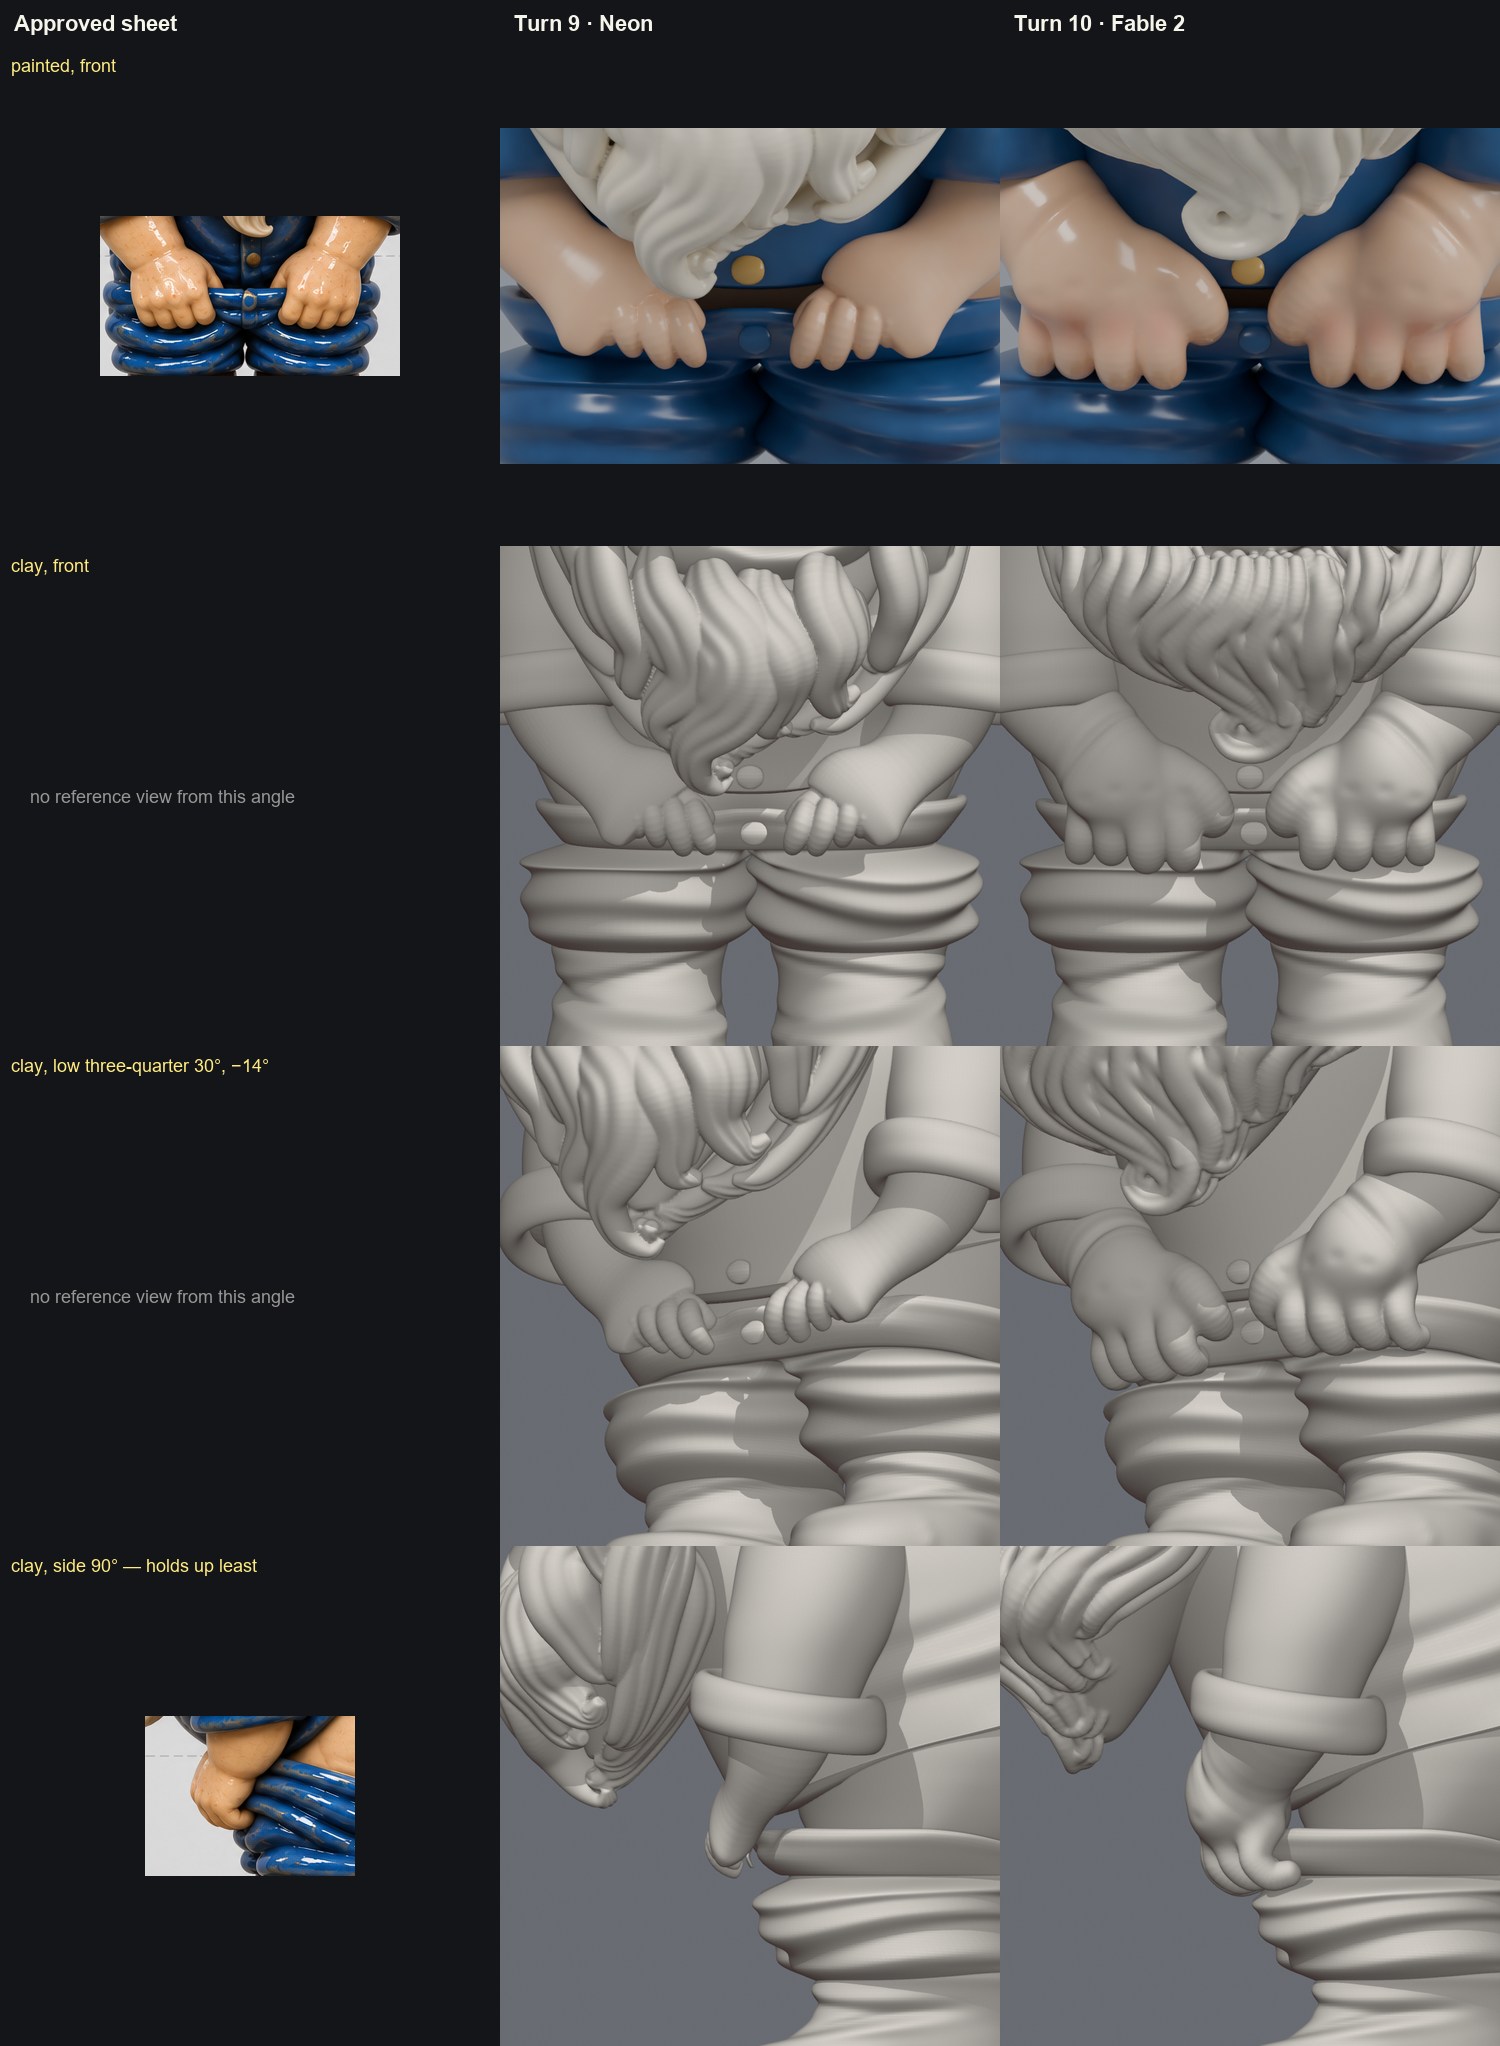 Approved sheet
Turn 9 · Neon
Turn 10 · Fable 2
painted, front
clay, front
no reference view from this angle
clay, low three-quarter 30°, −14°
no reference view from this angle
clay, side 90° — holds up least